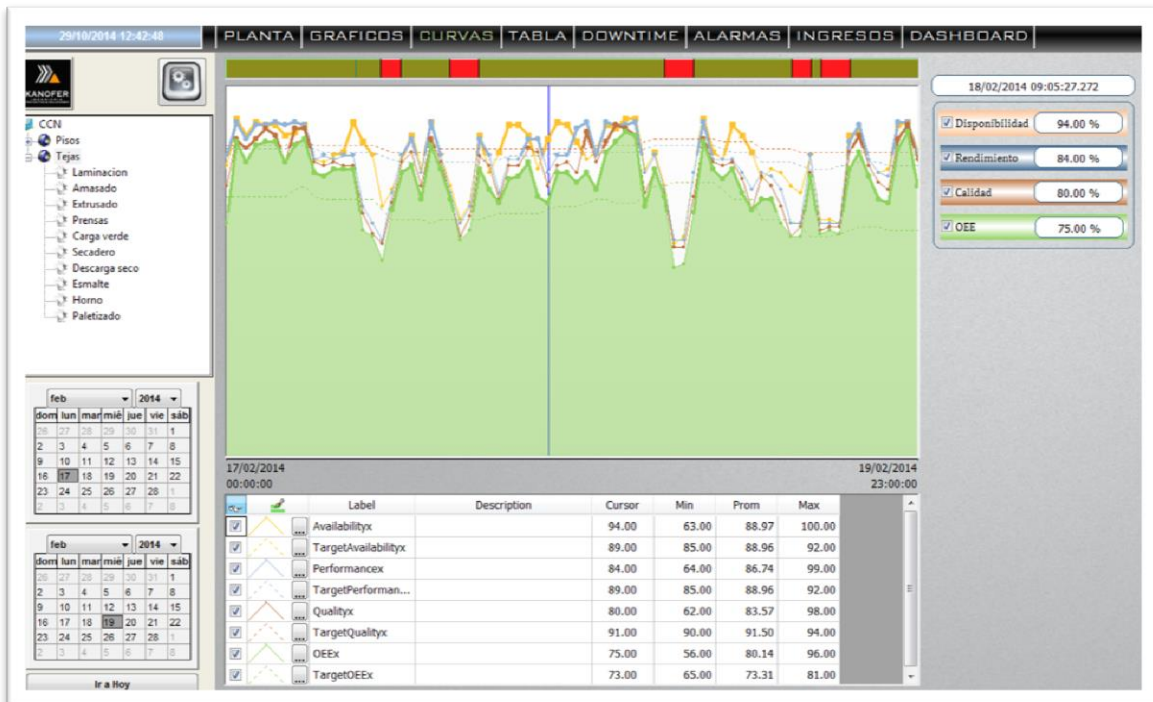 29/10/2014 12:42:48
PLANTA GRAFICOS CURVAS TABLA DOWNTIME ALARMAS INGRESOS DASHBOARD
KANOFER
CCN
Pisos
Tejas
Laminacion
Amasado
Extrusado
Prensas
Carga verde
Secadero
Descarga seco
Esmalte
Horno
Paletizado
18/02/2014 09:05:27.272
Disponibilidad 94.00 %
Rendimiento 84.00 %
Calidad 80.00 %
OEE 75.00 %
feb 2014
dom lun mar mié jue vie sáb
26 27 28 29 30 31 1
2 3 4 5 6 7 8
9 10 11 12 13 14 15
16 17 18 19 20 21 22
23 24 25 26 27 28 1
2 3 4 5 6 7 8
feb 2014
dom lun mar mié jue vie sáb
26 27 28 29 30 31 1
2 3 4 5 6 7 8
9 10 11 12 13 14 15
16 17 18 19 20 21 22
23 24 25 26 27 28 1
2 3 4 5 6 7 8
Ir a Hoy
17/02/2014 19/02/2014
00:00:00 23:00:00
Label Description Cursor Min Prom Max
... Availabilityx 94.00 63.00 88.97 100.00
... TargetAvailabilityx 89.00 85.00 88.96 92.00
... Performancex 84.00 64.00 86.74 99.00
... TargetPerforman... 89.00 85.00 88.96 92.00
... Qualityx 80.00 62.00 83.57 98.00
... TargetQualityx 91.00 90.00 91.50 94.00
... OEEx 75.00 56.00 80.14 96.00
... TargetOEEx 73.00 65.00 73.31 81.00